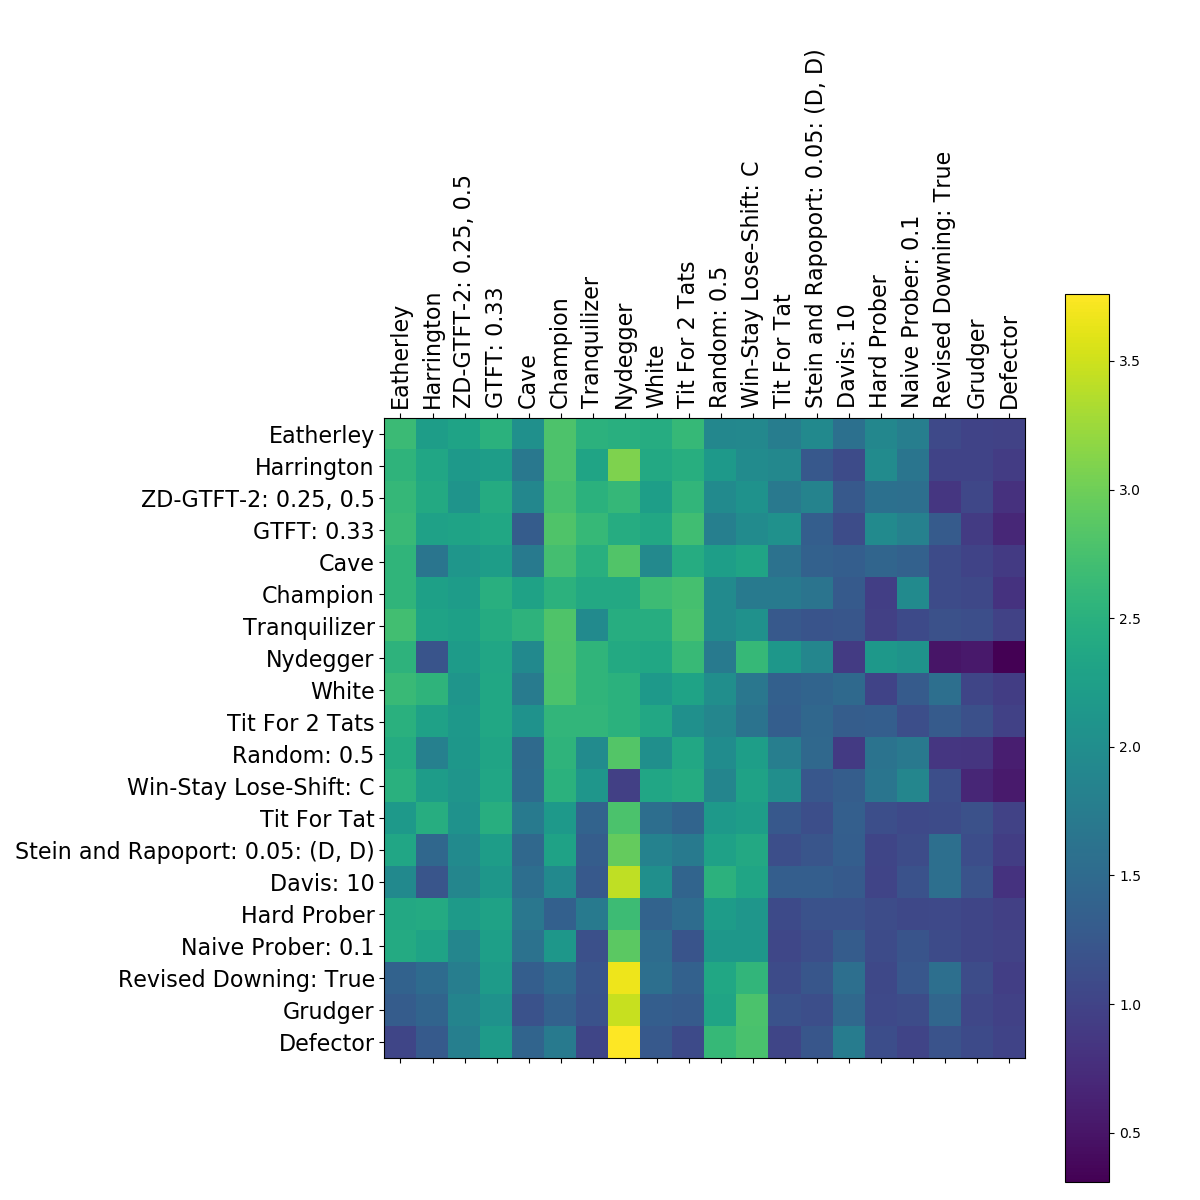 Eatherley
Harrington
ZD-GTFT-2: 0.25, 0.5
GTFT: 0.33
Cave
Champion
Tranquilizer
Nydegger
White
Tit For 2 Tats
Random: 0.5
Win-Stay Lose-Shift: C
Tit For Tat
Stein and Rapoport: 0.05: (D, D)
Davis: 10
Hard Prober
Naive Prober: 0.1
Revised Downing: True
Grudger
Defector
Eatherley
Harrington
ZD-GTFT-2: 0.25, 0.5
GTFT: 0.33
Cave
Champion
Tranquilizer
Nydegger
White
Tit For 2 Tats
Random: 0.5
Win-Stay Lose-Shift: C
Tit For Tat
Stein and Rapoport: 0.05: (D, D)
Davis: 10
Hard Prober
Naive Prober: 0.1
Revised Downing: True
Grudger
Defector
3.5
3.0
2.5
2.0
1.5
1.0
0.5